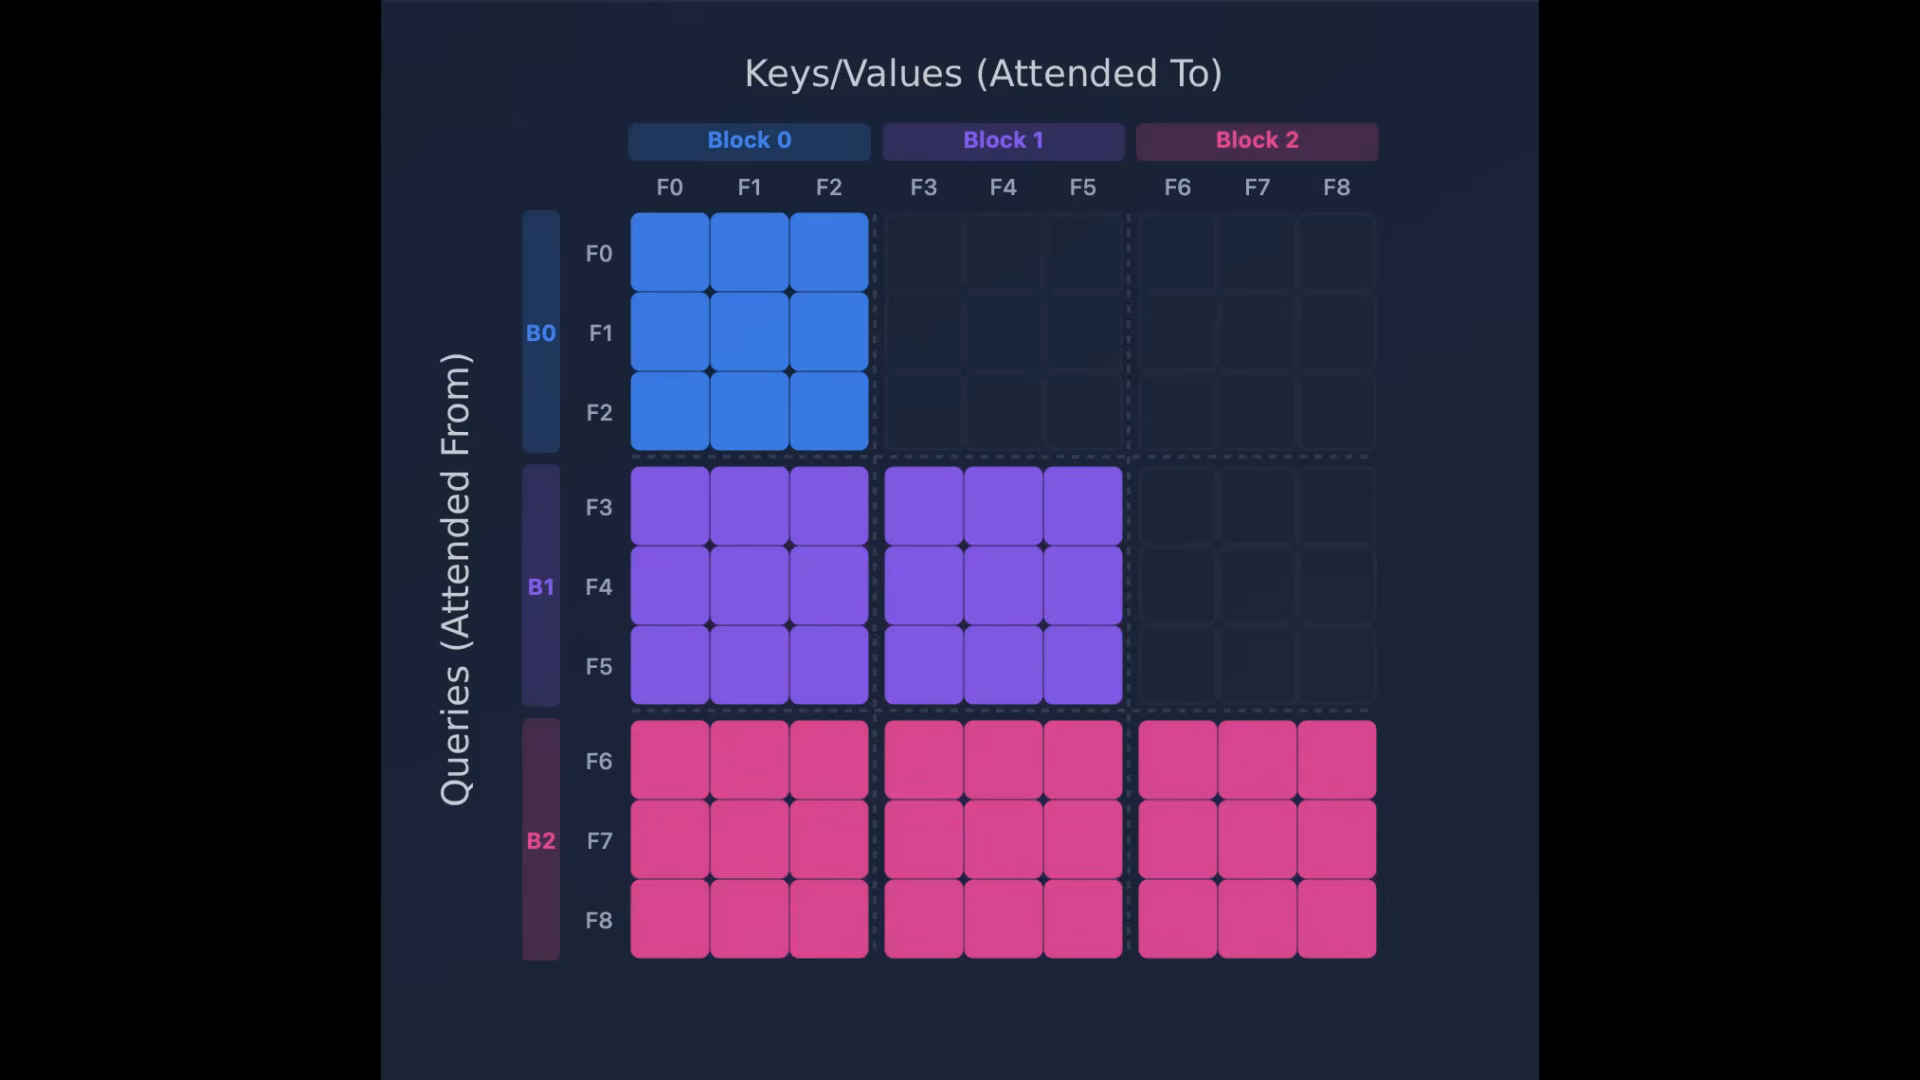 Keys/Values (Attended To)
Block 0 Block 1 Block 2
F0 F1 F2 F3 F4 F5 F6 F7 F8
Queries (Attended From)
B0
F0
F1
F2
B1
F3
F4
F5
B2
F6
F7
F8